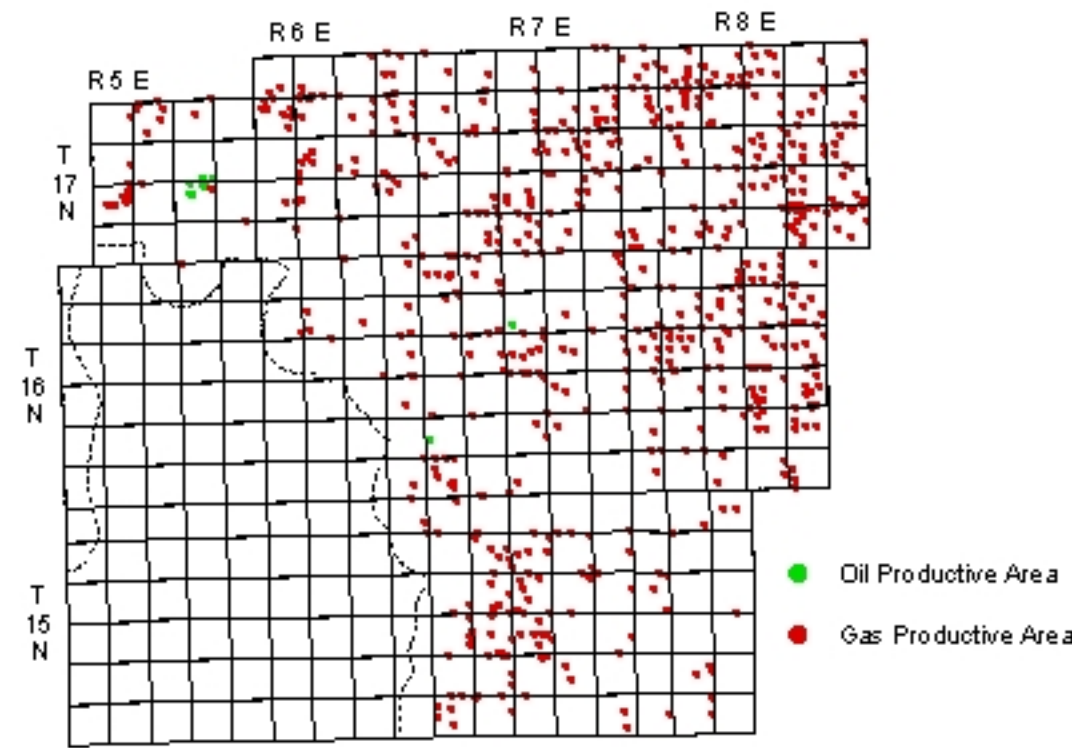 R 5 E
R 6 E
R 7 E
R 8 E
T
17
N
T
16
N
T
15
N
Oil Productive Area
Gas Productive Area